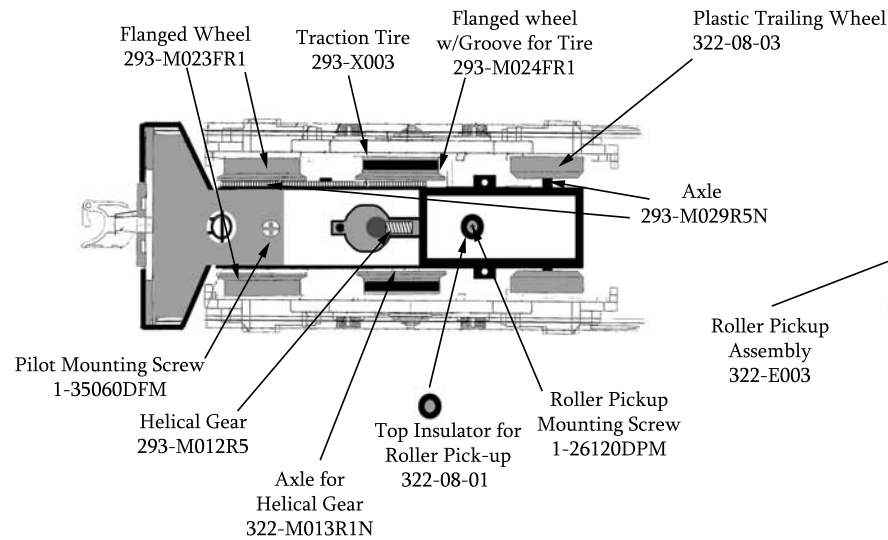 Flanged Wheel
293-M023FR1
Traction Tire
293-X003
Flanged wheel
w/Groove for Tire
293-M024FR1
Plastic Trailing Wheel
322-08-03
Axle
293-M029R5N
Roller Pickup
Assembly
322-E003
Pilot Mounting Screw
1-35060DFM
Helical Gear
293-M012R5
Axle for
Helical Gear
322-M013R1N
Top Insulator for
Roller Pick-up
322-08-01
Roller Pickup
Mounting Screw
1-26120DPM